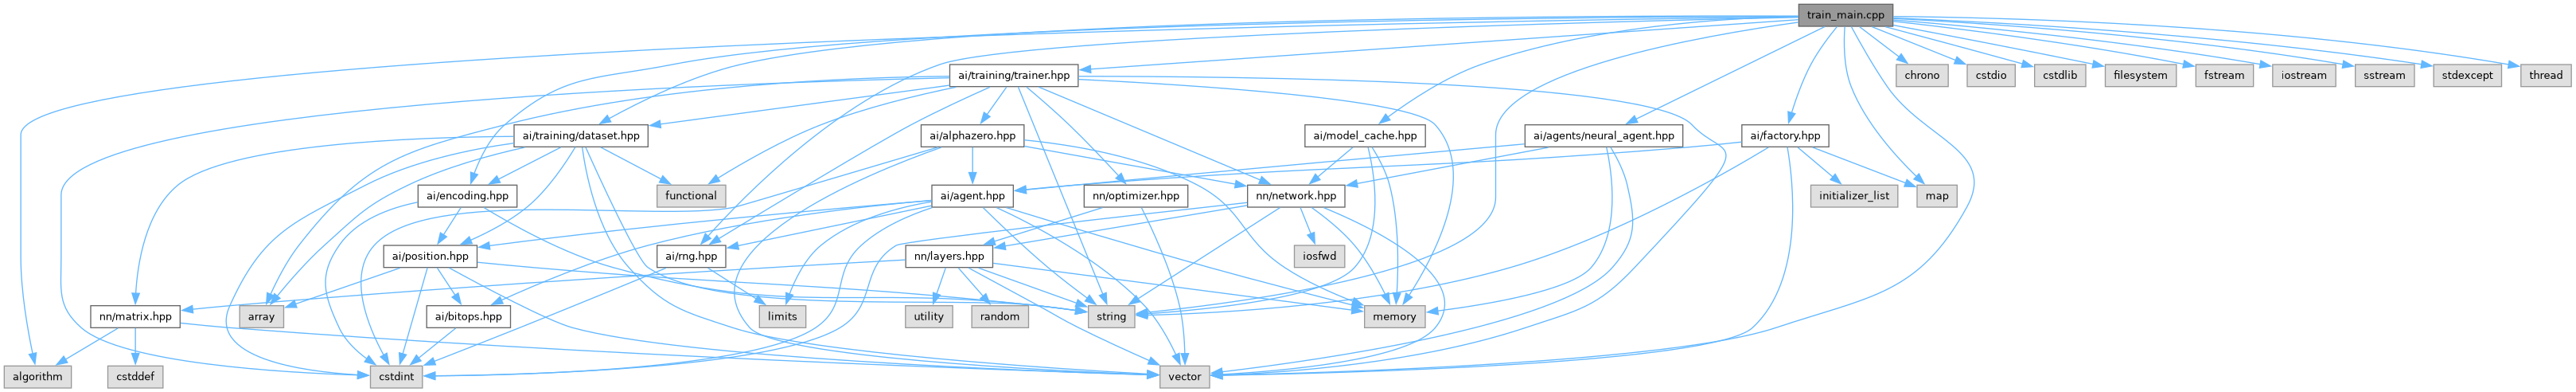 train_main.cpp
ai/training/trainer.hpp
chrono
cstdio
cstdlib
filesystem
fstream
iostream
sstream
stdexcept
thread
ai/training/dataset.hpp
ai/alphazero.hpp
ai/model_cache.hpp
ai/agents/neural_agent.hpp
ai/factory.hpp
ai/encoding.hpp
functional
ai/agent.hpp
nn/optimizer.hpp
nn/network.hpp
initializer_list
map
ai/position.hpp
ai/rng.hpp
nn/layers.hpp
iosfwd
nn/matrix.hpp
array
ai/bitops.hpp
limits
utility
random
string
memory
algorithm
cstddef
cstdint
vector